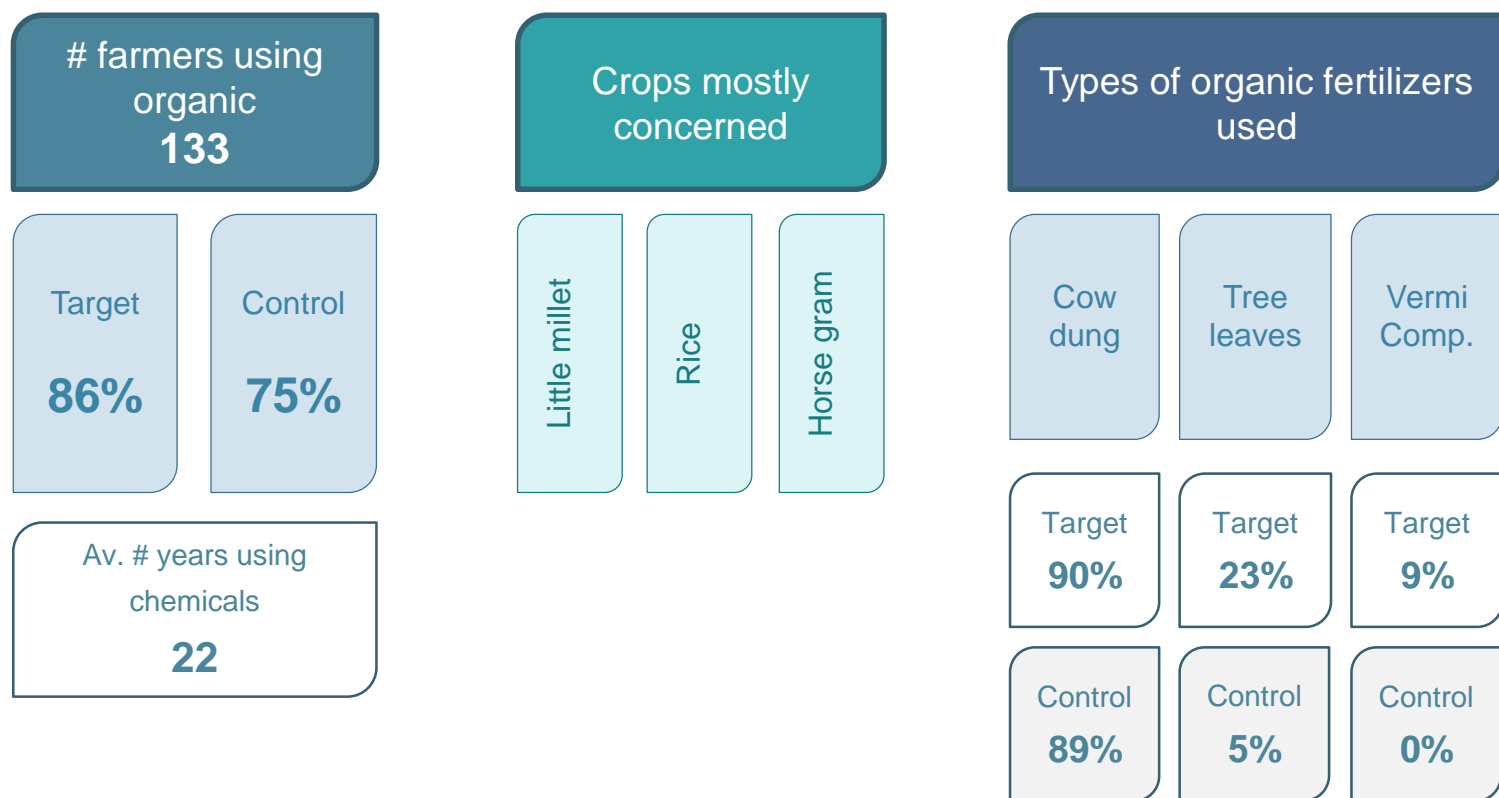 # farmers using
organic
133
Target
86%
Control
75%
Av. # years using
chemicals
22
Crops mostly
concerned
Little millet
Rice
Horse gram
Types of organic fertilizers
used
Cow
dung
Tree
leaves
Vermi
Comp.
Target
90%
Target
23%
Target
9%
Control
89%
Control
5%
Control
0%